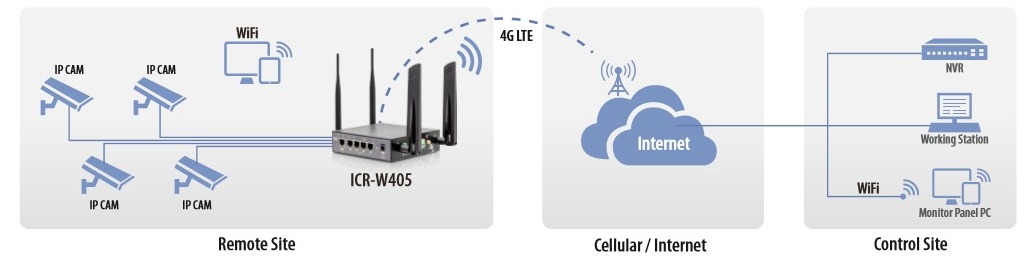 WiFi
4G LTE
IP CAM
IP CAM
NVR
Internet
Working Station
ICR-W405
WiFi
IP CAM
IP CAM
Monitor Panel PC
Remote Site
Cellular / Internet
Control Site